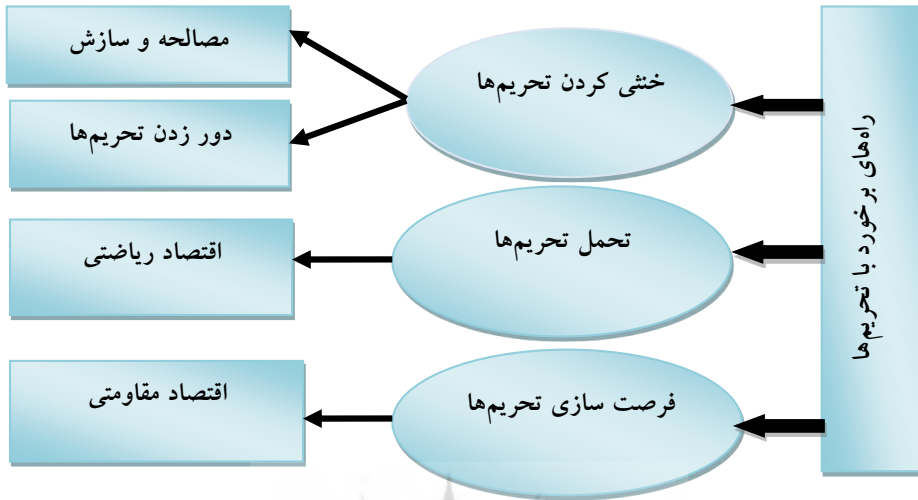 راه‌های برخورد با تحریم‌ها
خنثی کردن تحریم‌ها
مصالحه و سازش
دور زدن تحریم‌ها
تحمل تحریم‌ها
اقتصاد ریاضتی
فرصت سازی تحریم‌ها
اقتصاد مقاومتی